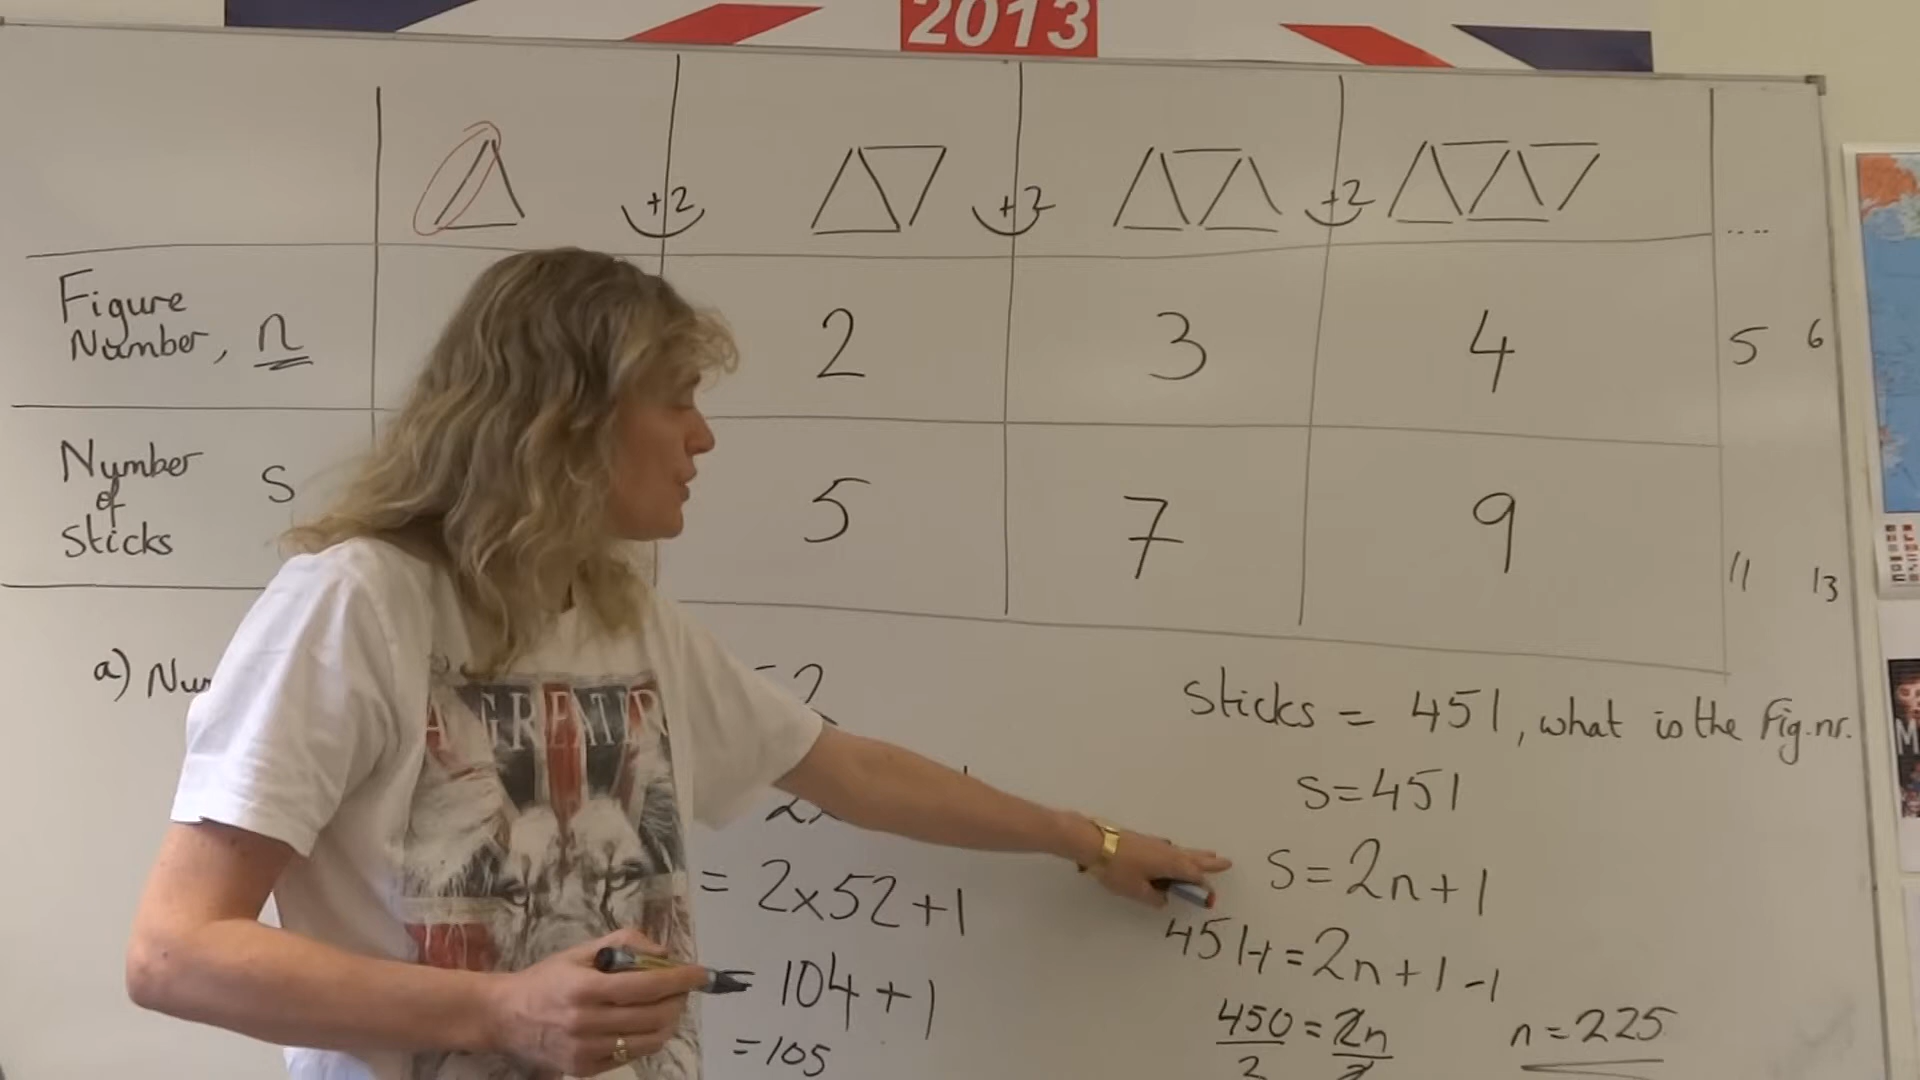 2013
+2 +2 +2 ....
Figure
Number, n 2 3 4 5 6
Number
of
Sticks S 5 7 9 11 13
a)
= 2
Sticks = 451, what is the Fig.nr.
S=451
= 2x52+1
S=2n+1
451-1=2n+1-1
= 104+1
450/2 = 2n/2 n=225
=105
A GREATER